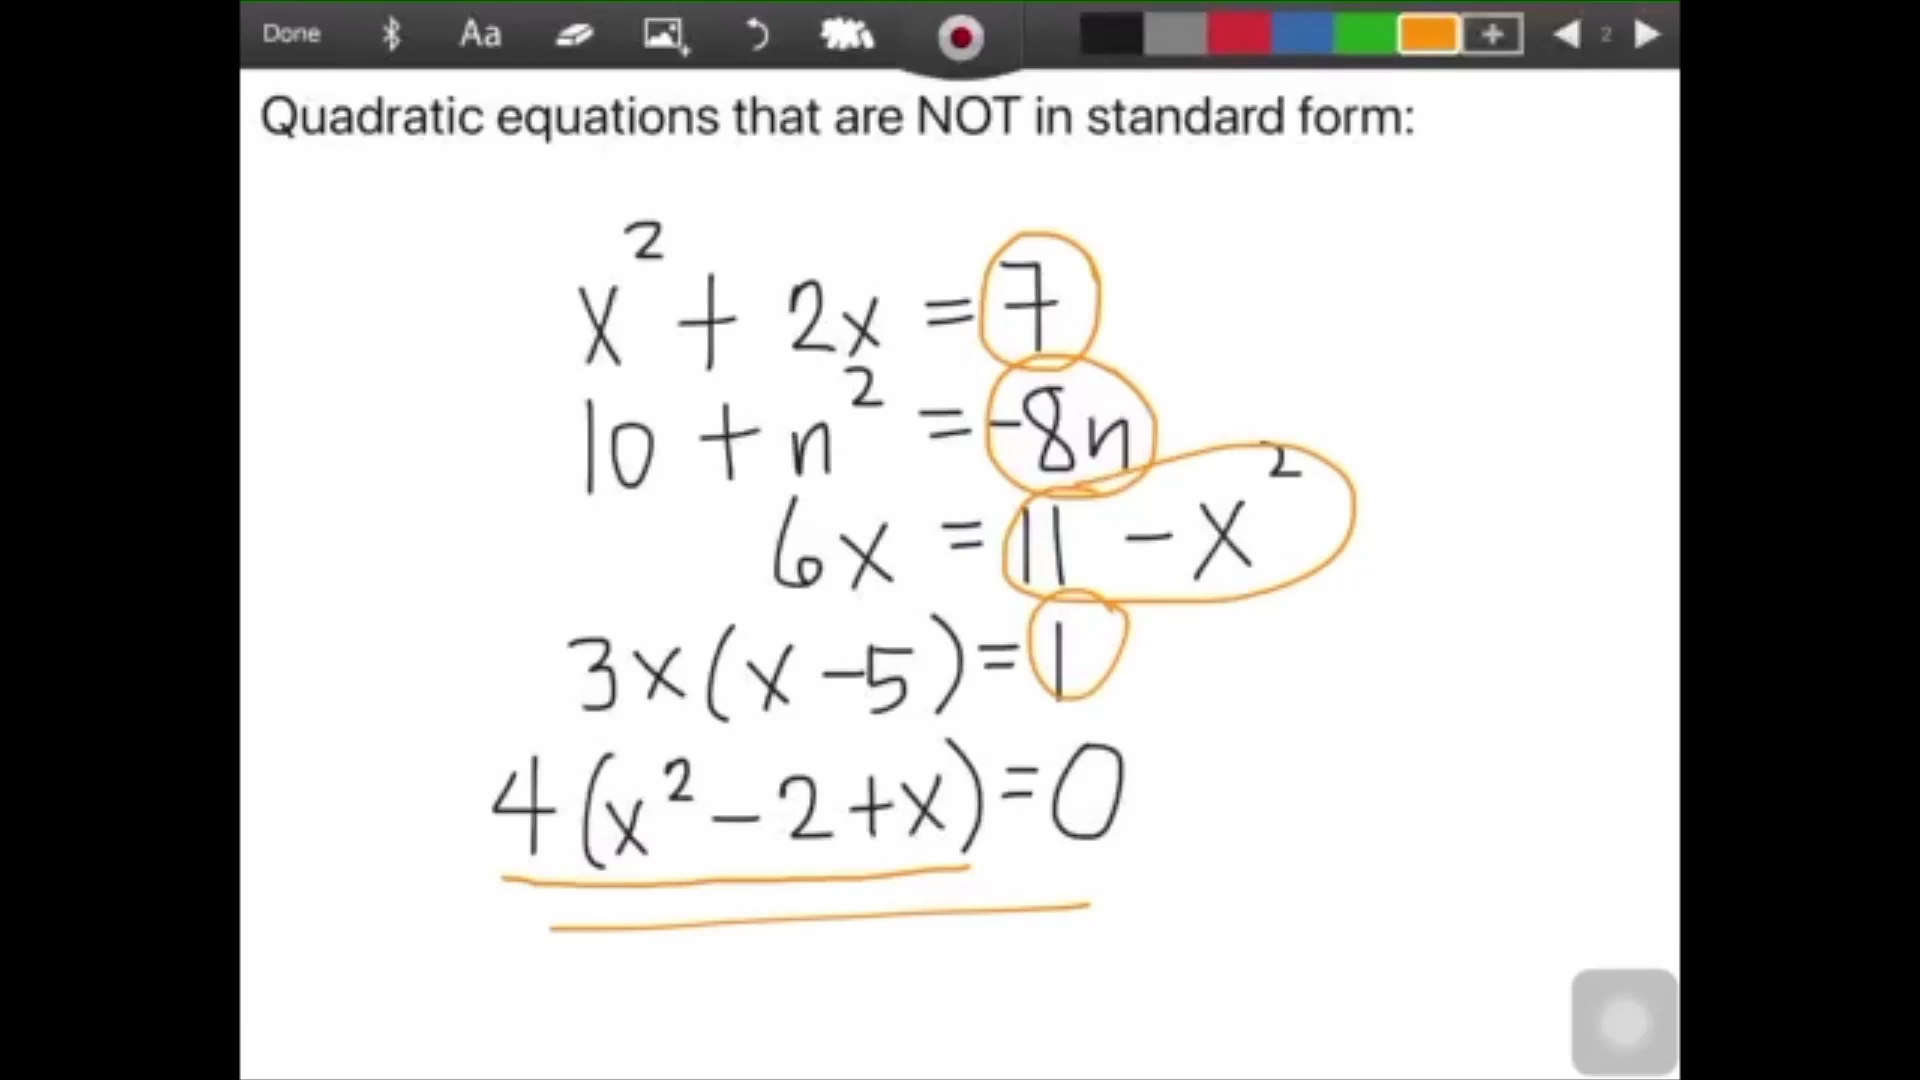 Done Aa 2
Quadratic equations that are NOT in standard form:
x² + 2x = 7
10 + n² = -8n
6x = 11 - x²
3x(x-5)=1
4(x²-2+x)=0